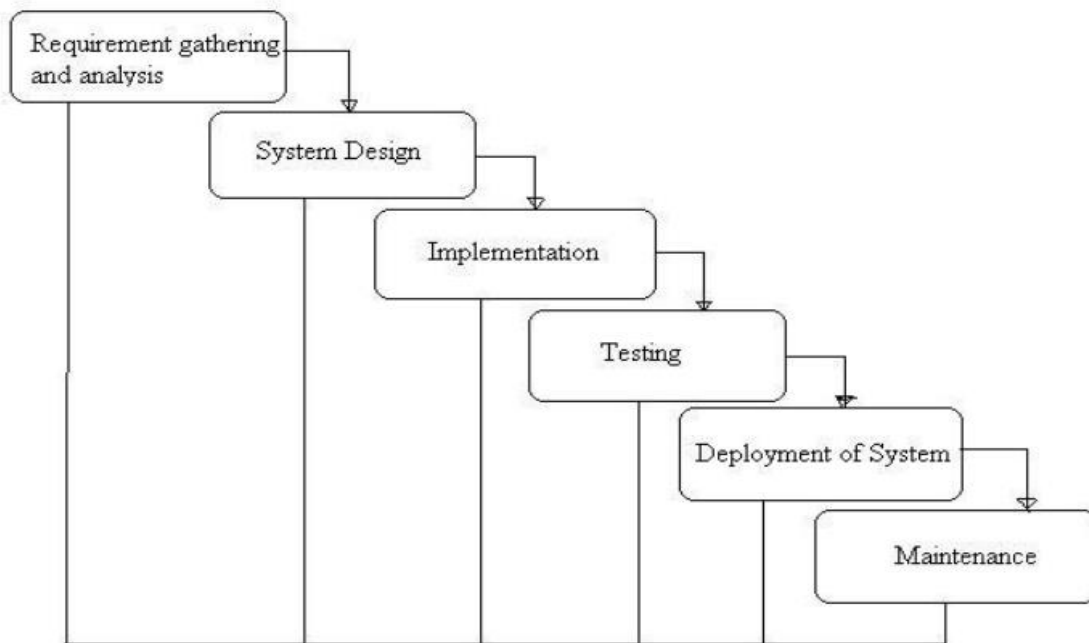 Requirement gathering
and analysis
System Design
Implementation
Testing
Deployment of System
Maintenance